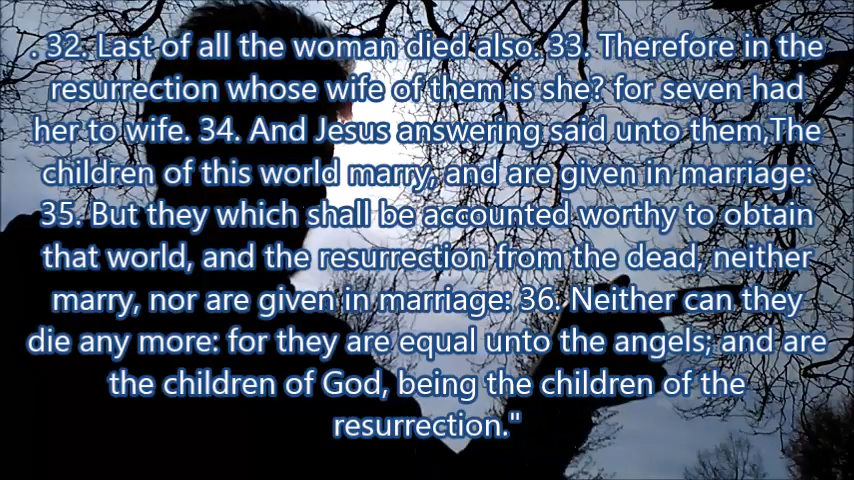 . 32. Last of all the woman died also. 33. Therefore in the
resurrection whose wife of them is she? for seven had
her to wife. 34. And Jesus answering said unto them,The
children of this world marry, and are given in marriage:
35. But they which shall be accounted worthy to obtain
that world, and the resurrection from the dead, neither
marry, nor are given in marriage: 36. Neither can they
die any more: for they are equal unto the angels; and are
the children of God, being the children of the
resurrection."